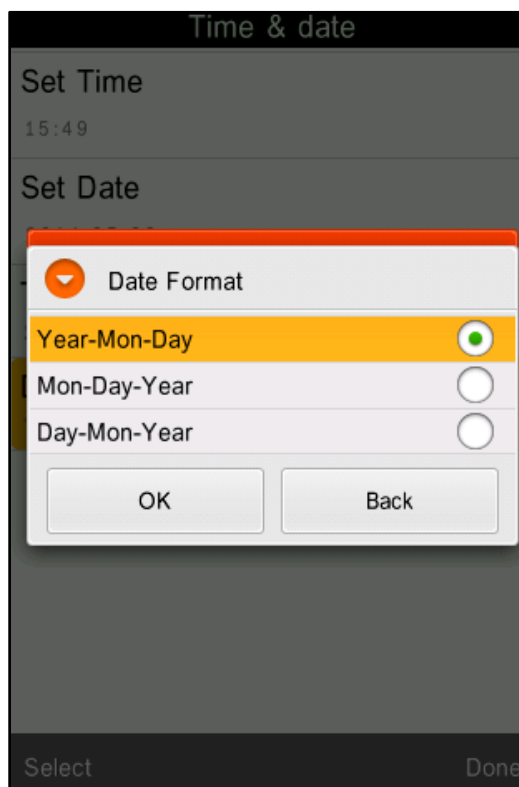 Time & date
Set Time
15:49
Set Date
Date Format
Year-Mon-Day
Mon-Day-Year
Day-Mon-Year
OK Back
Select Done